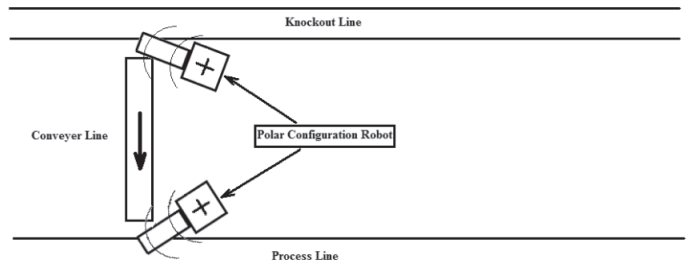 Knockout Line
Conveyer Line
Polar Configuration Robot
Process Line